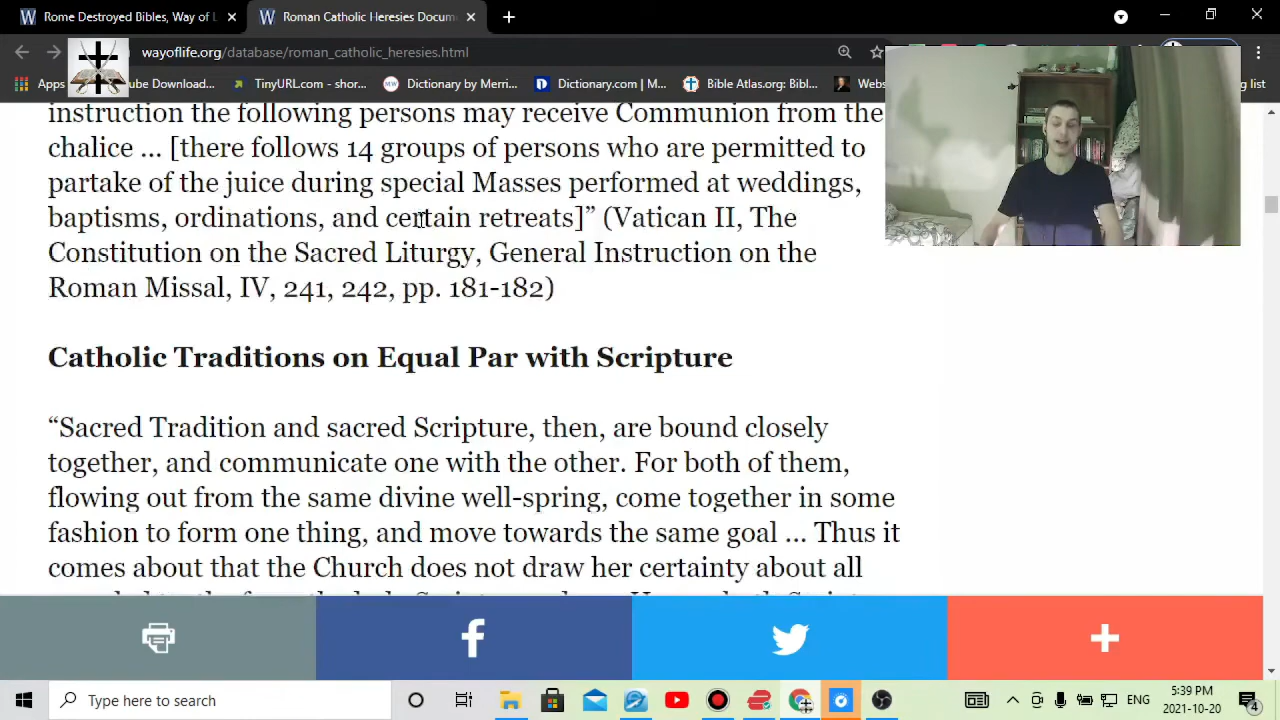 Rome Destroyed Bibles, Way of L
Roman Catholic Heresies Docum
wayoflife.org/database/roman_catholic_heresies.html
Apps
ube Download...
TinyURL.com - shor...
Dictionary by Merri...
Dictionary.com | M...
Bible Atlas.org: Bibl...
Webs
g list
instruction the following persons may receive Communion from the
chalice ... [there follows 14 groups of persons who are permitted to
partake of the juice during special Masses performed at weddings,
baptisms, ordinations, and certain retreats]” (Vatican II, The
Constitution on the Sacred Liturgy, General Instruction on the
Roman Missal, IV, 241, 242, pp. 181-182)
Catholic Traditions on Equal Par with Scripture
“Sacred Tradition and sacred Scripture, then, are bound closely
together, and communicate one with the other. For both of them,
flowing out from the same divine well-spring, come together in some
fashion to form one thing, and move towards the same goal ... Thus it
comes about that the Church does not draw her certainty about all
Type here to search
ENG
5:39 PM
2021-10-20
4